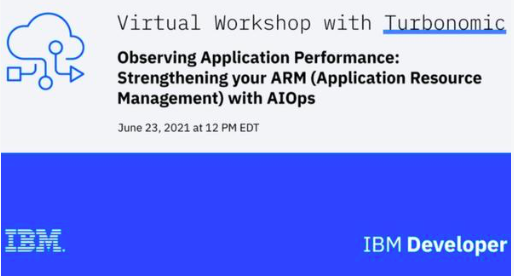 Virtual Workshop with Turbonomic
Observing Application Performance:
Strengthening your ARM (Application Resource
Management) with AIOps
June 23, 2021 at 12 PM EDT
IBM.
IBM Developer